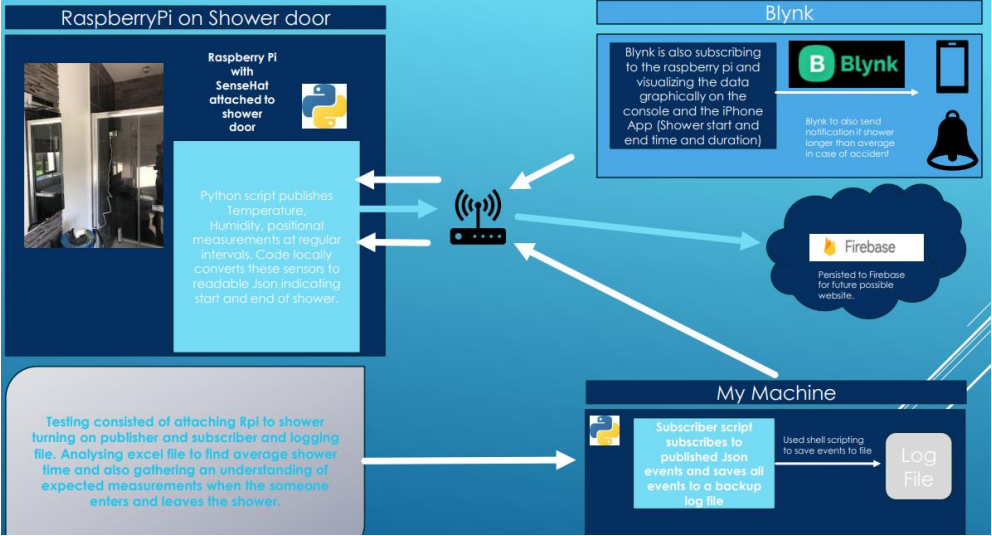 RaspberryPi on Shower door
Raspberry Pi
with
SenseHat
attached to
shower
door
Python script publishes
Temperature,
Humidity, positional
measurements at regular
intervals. Code locally
converts these sensors to
readable Json indicating
start and end of shower.
Blynk
Blynk is also subscribing
to the raspberry pi and
visualizing the data
graphically on the
console and the iPhone
App (Shower start and
end time and duration)
B Blynk
Blynk to also send
notification if shower
longer than average
in case of accident
Firebase
Persisted to Firebase
for future possible
website.
Testing consisted of attaching Rpi to shower
turning on publisher and subscriber and logging
file. Analysing excel file to find average shower
time and also gathering an understanding of
expected measurements when the someone
enters and leaves the shower.
My Machine
Subscriber script
subscribes to
published Json
events and saves all
events to a backup
log file
Used shell scripting
to save events to file
Log
File